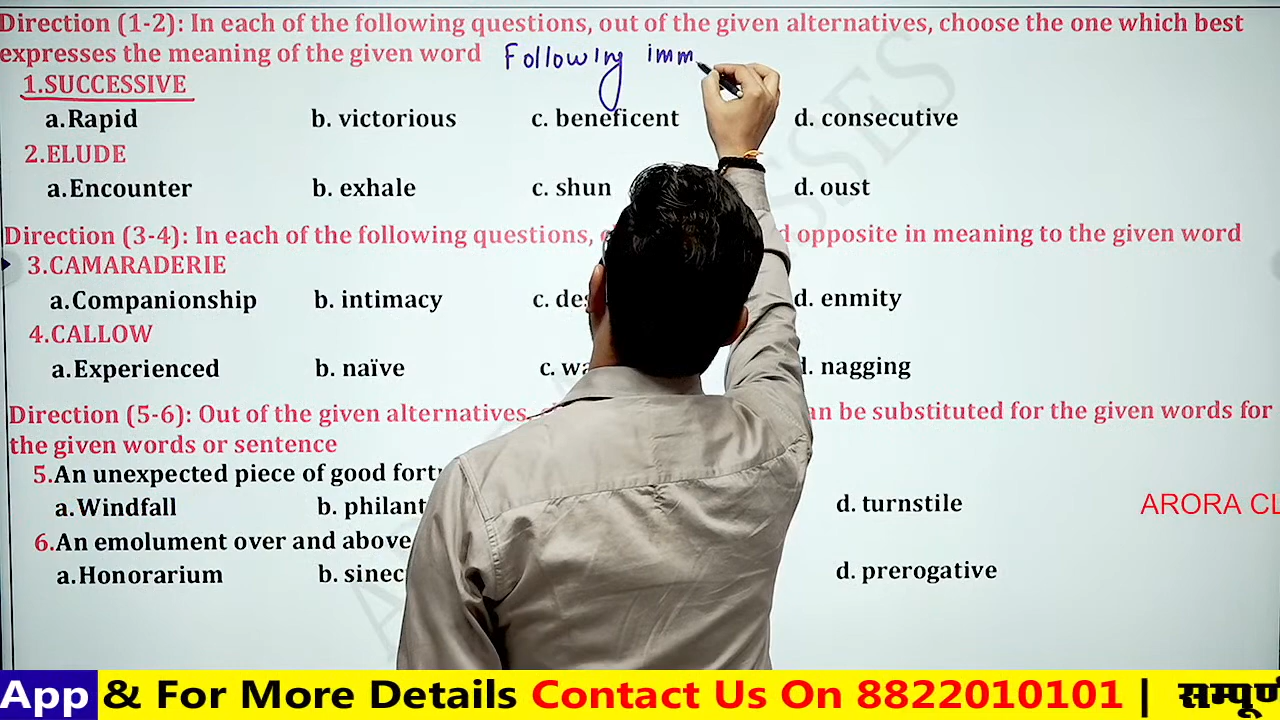 Direction (1-2): In each of the following questions, out of the given alternatives, choose the one which best
expresses the meaning of the given word Following imm
1.SUCCESSIVE
a.Rapid b. victorious c. beneficent d. consecutive
2.ELUDE
a.Encounter b. exhale c. shun d. oust
Direction (3-4): In each of the following questions, opposite in meaning to the given word
3.CAMARADERIE
a.Companionship b. intimacy c. d. enmity
4.CALLOW
a.Experienced b. naïve c. d. nagging
Direction (5-6): Out of the given alternatives, be substituted for the given words for
the given words or sentence
5.An unexpected piece of good
a.Windfall b. d. turnstile
ARORA
6.An emolument over and above
a.Honorarium b. d. prerogative
App & For More Details Contact Us On 8822010101 |